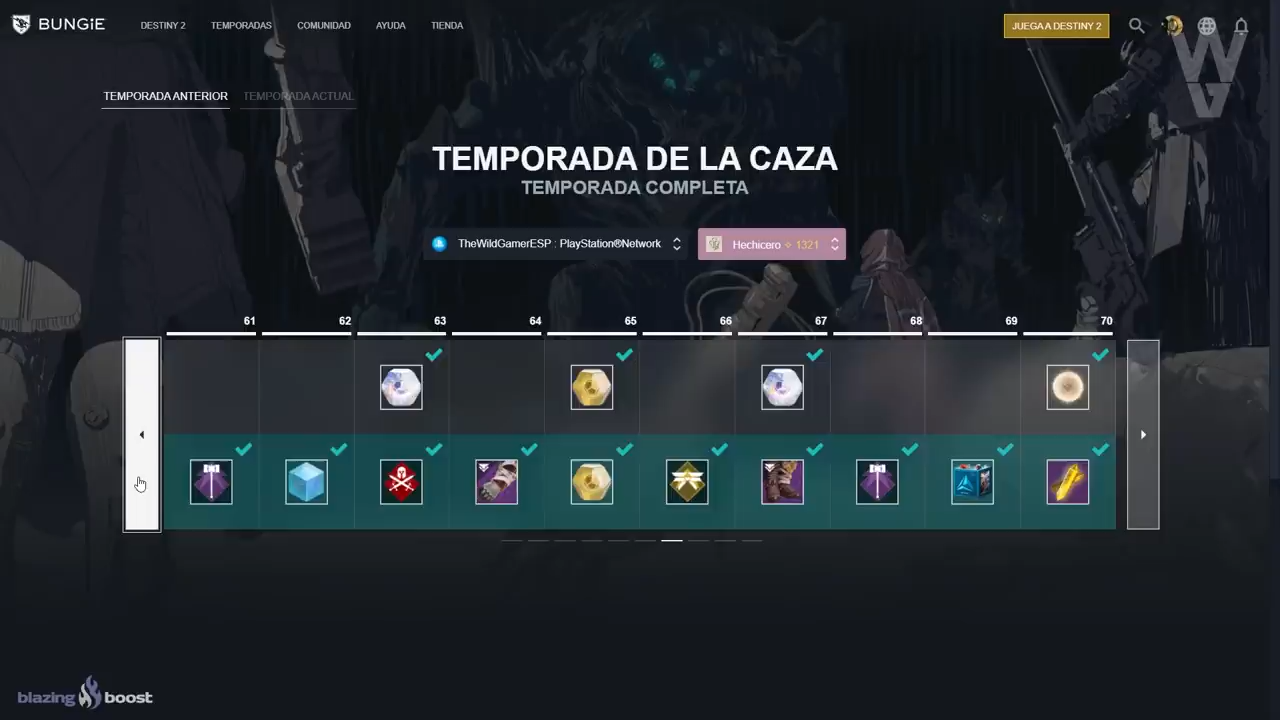 BUNGiE DESTINY 2 TEMPORADAS COMUNIDAD AYUDA TIENDA JUEGA A DESTINY 2
WG
TEMPORADA ANTERIOR TEMPORADA ACTUAL
TEMPORADA DE LA CAZA
TEMPORADA COMPLETA
TheWildGamerESP : PlayStation®Network Hechicero 1321
61 62 63 64 65 66 67 68 69 70
blazing boost